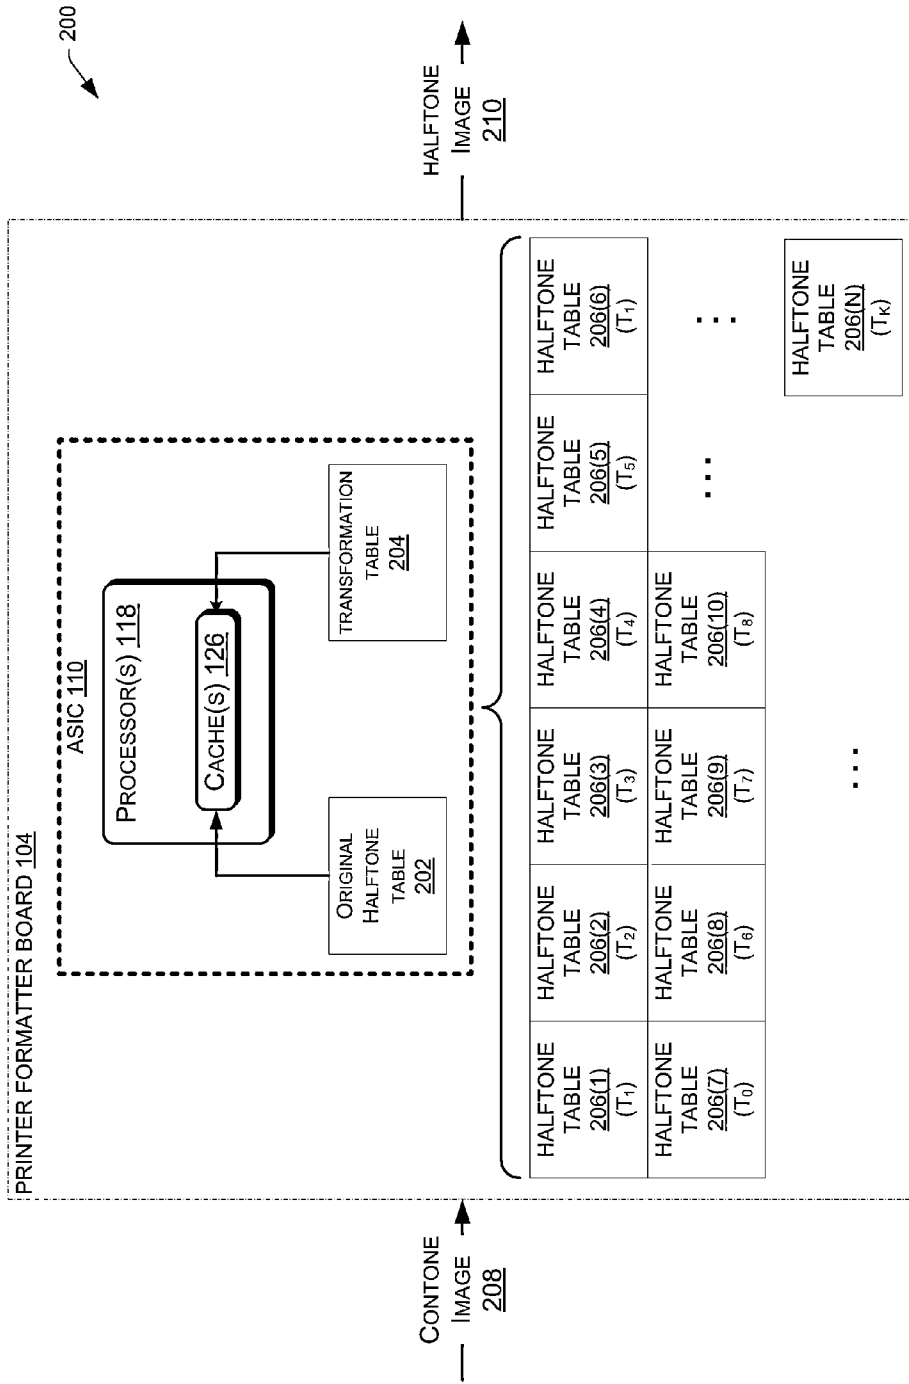 200
PRINTER FORMATTER BOARD 104
ASIC 110
PROCESSOR(S) 118
CACHE(S) 126
ORIGINAL
HALFTONE
TABLE
202
TRANSFORMATION
TABLE
204
CONTONE
IMAGE
208
HALFTONE
IMAGE
210
HALFTONE
TABLE
206(1)
(T1)
HALFTONE
TABLE
206(2)
(T2)
HALFTONE
TABLE
206(3)
(T3)
HALFTONE
TABLE
206(4)
(T4)
HALFTONE
TABLE
206(5)
(T5)
HALFTONE
TABLE
206(6)
(T1)
HALFTONE
TABLE
206(7)
(T0)
HALFTONE
TABLE
206(8)
(T6)
HALFTONE
TABLE
206(9)
(T7)
HALFTONE
TABLE
206(10)
(T8)
...
...
...
HALFTONE
TABLE
206(N)
(TK)